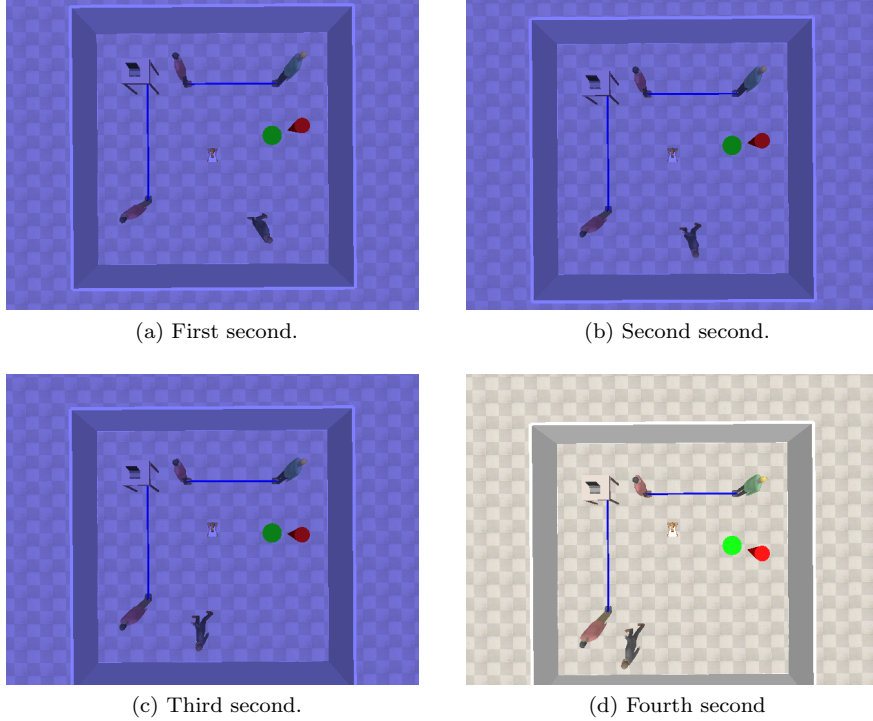 (a) First second.
(b) Second second.
(c) Third second.
(d) Fourth second